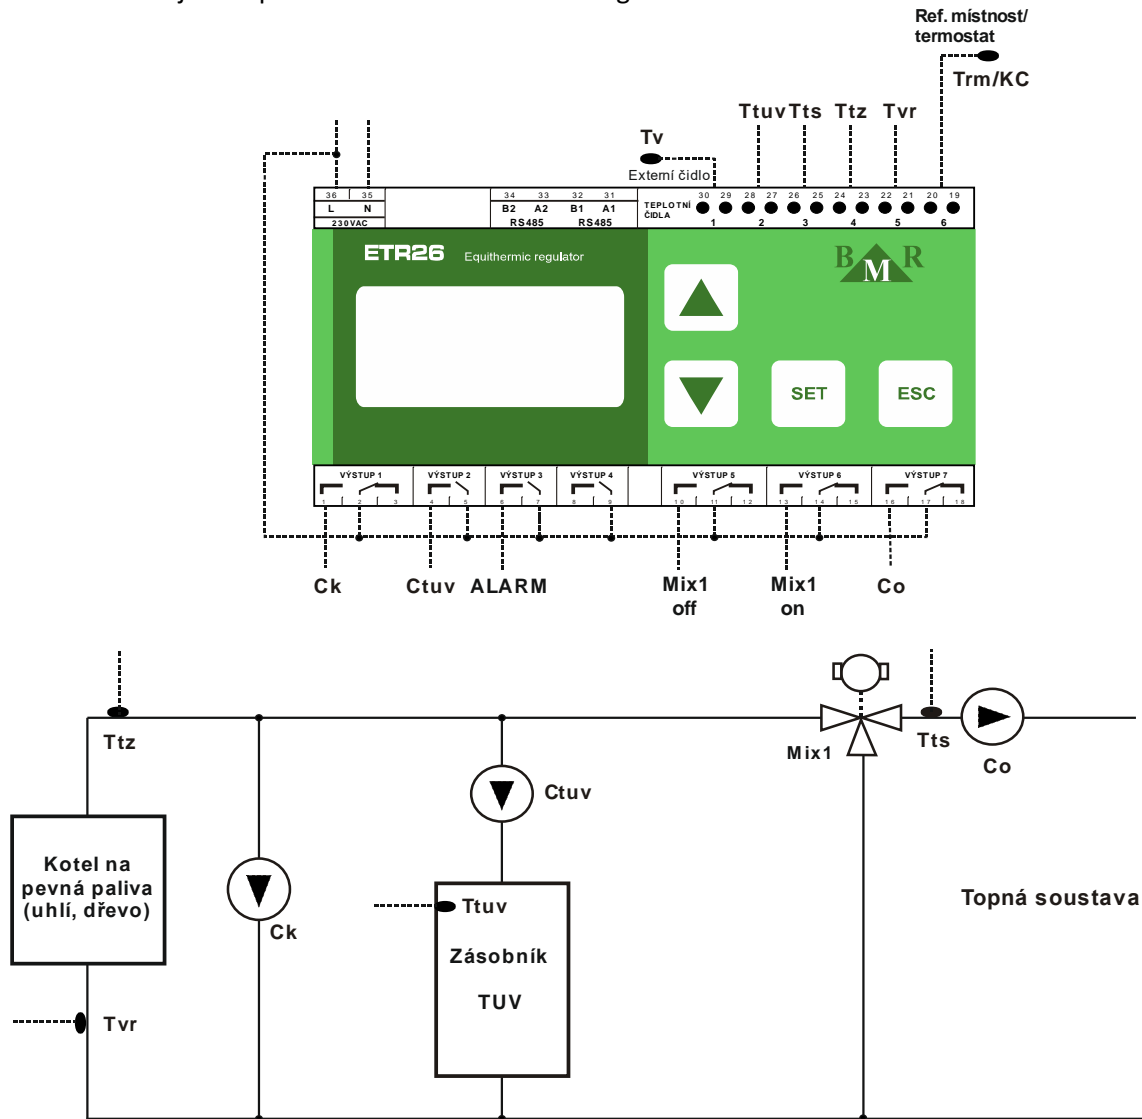 Ref. místnost/
termostat
Trm/KC
Ttuv Tts Ttz Tvr
Tv
Externí čidlo
36 35
L N
230VAC
34 33 32 31
B2 A2 B1 A1
RS485 RS485
TEPLOTNÍ
ČIDLA
30 29 28 27 26 25 24 23 22 21 20 19
1 2 3 4 5 6
ETR26 Equithermic regulator
B M R
SET
ESC
VÝSTUP 1 VÝSTUP 2 VÝSTUP 3 VÝSTUP 4 VÝSTUP 5 VÝSTUP 6 VÝSTUP 7
1 2 3 4 5 6 7 8 9 10 11 12 13 14 15 16 17 18
Ck
Ctuv
ALARM
Mix1
off
Mix1
on
Co
Ttz
Mix1
Tts
Co
Ctuv
Kotel na
pevná paliva
(uhlí, dřevo)
Ck
Ttuv
Zásobník
TUV
Topná soustava
Tvr